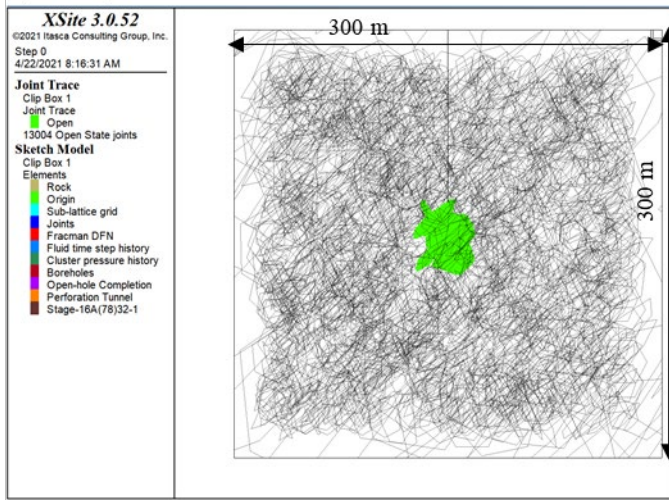 XSite 3.0.52
©2021 Itasca Consulting Group, Inc.
Step 0
4/22/2021 8:16:31 AM
Joint Trace
Clip Box 1
Joint Trace
Open
13004 Open State joints
Sketch Model
Clip Box 1
Elements
Rock
Origin
Sub-lattice grid
Joints
Fracman DFN
Fluid time step history
Cluster pressure history
Boreholes
Open-hole Completion
Perforation Tunnel
Stage-16A(78)32-1
300 m
300 m